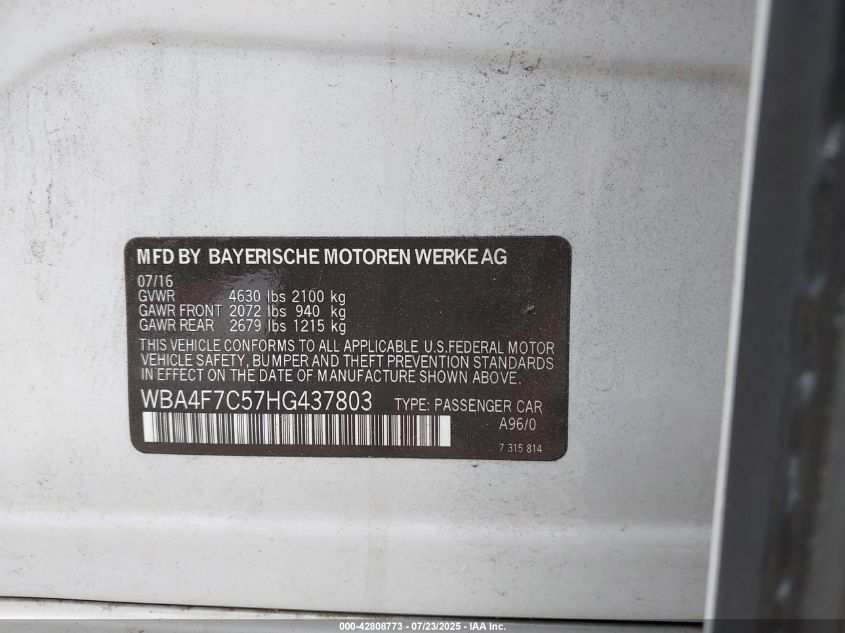 MFD BY BAYERISCHE MOTOREN WERKE AG
07/16
GVWR 4630 lbs 2100 kg
GAWR FRONT 2072 lbs 940 kg
GAWR REAR 2679 lbs 1215 kg
THIS VEHICLE CONFORMS TO ALL APPLICABLE U.S.FEDERAL MOTOR
VEHICLE SAFETY, BUMPER AND THEFT PREVENTION STANDARDS
IN EFFECT ON THE DATE OF MANUFACTURE SHOWN ABOVE.
WBA4F7C57HG437803 TYPE: PASSENGER CAR
A96/0
7 315 814
000-42808773 - 07/23/2025 - IAA Inc.